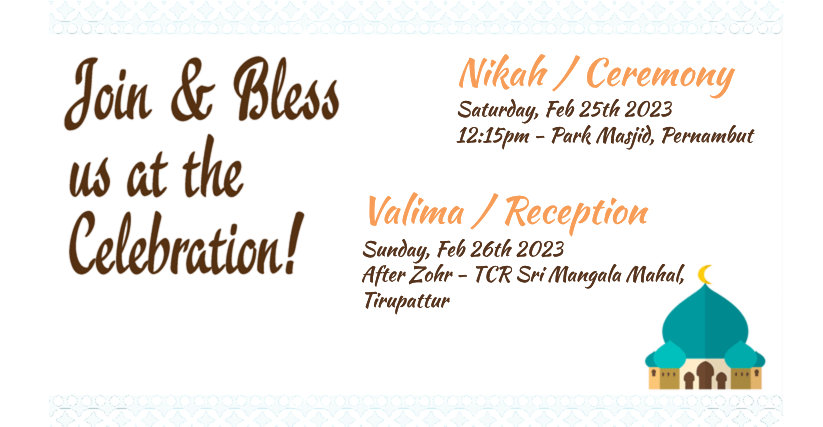 Join & Bless
us at the
Celebration!
Nikah / Ceremony
Saturday, Feb 25th 2023
12:15pm - Park Masjid, Pernambut
Valima / Reception
Sunday, Feb 26th 2023
After Zohr - TCR Sri Mangala Mahal,
Tirupattur